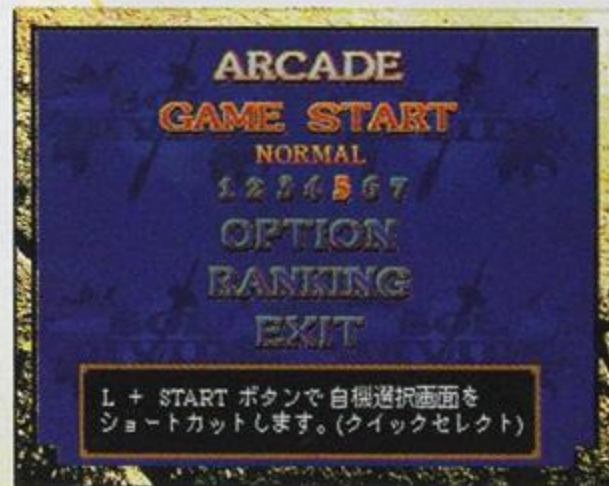 ARCADE
GAME START
NORMAL
1 2 3 4 5 6 7
OPTION
RANKING
EXIT
L + START ボタンで自機選択画面を
ショートカットします。(クイックセレクト)